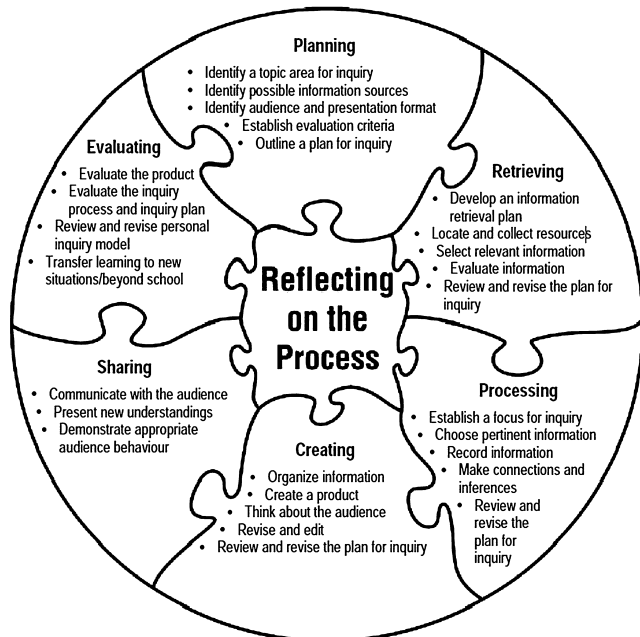 Planning
• Identify a topic area for inquiry
• Identify possible information sources
• Identify audience and presentation format
• Establish evaluation criteria
• Outline a plan for inquiry
Retrieving
• Develop an information
retrieval plan
• Locate and collect resources
• Select relevant information
• Evaluate information
• Review and revise the plan for
inquiry
Processing
• Establish a focus for inquiry
• Choose pertinent information
• Record information
• Make connections and
inferences
• Review and
revise the
plan for
inquiry
Creating
• Organize information
• Create a product
• Think about the audience
• Revise and edit
• Review and revise the plan for inquiry
Sharing
• Communicate with the audience
• Present new understandings
• Demonstrate appropriate
audience behaviour
Evaluating
• Evaluate the product
• Evaluate the inquiry
process and inquiry plan
• Review and revise personal
inquiry model
• Transfer learning to new
situations/beyond school
Reflecting
on the
Process